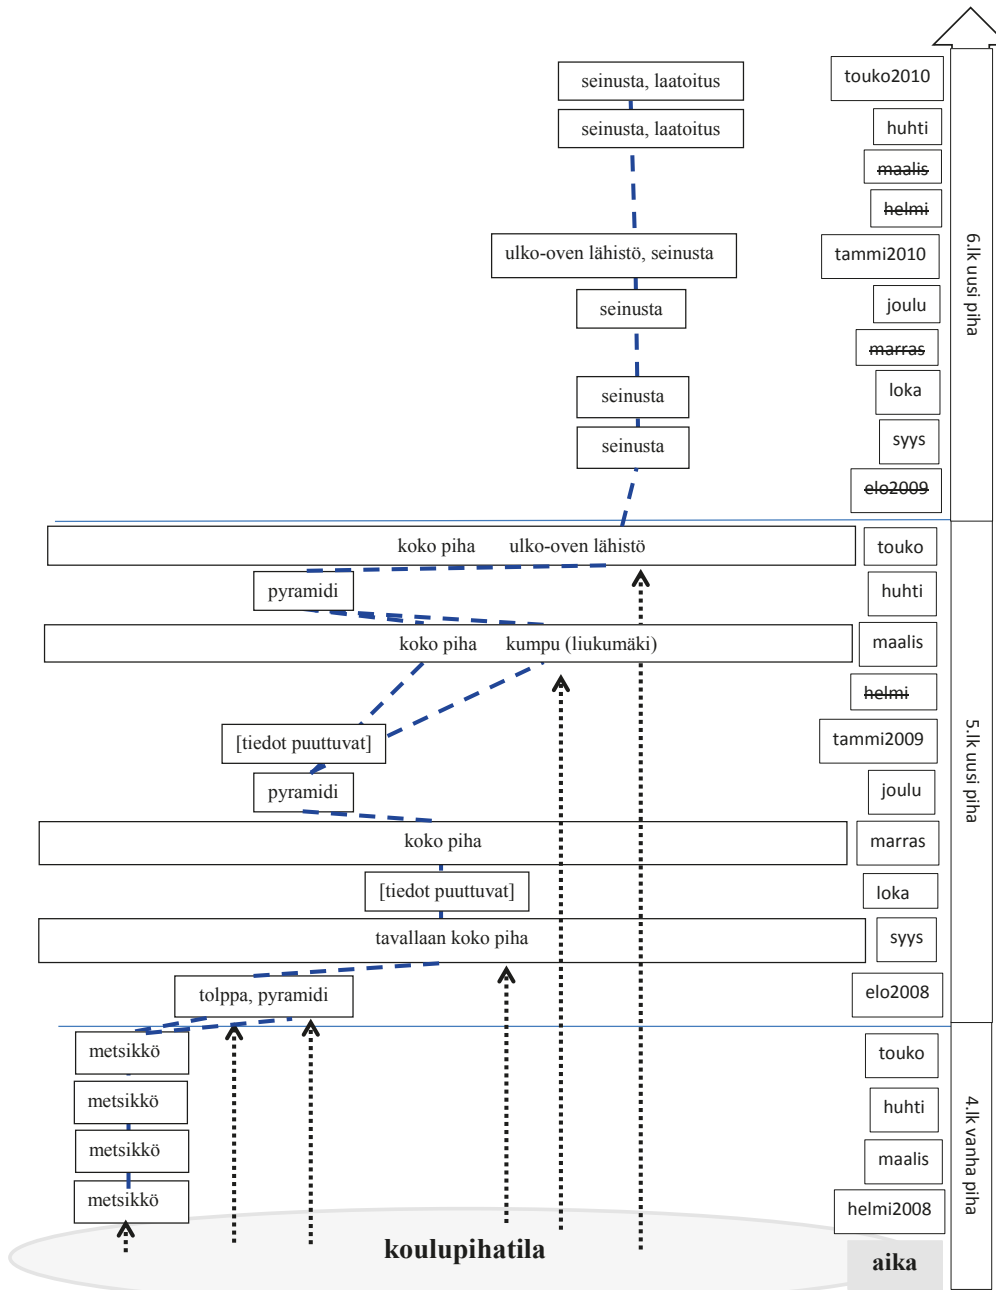 seinusta, laatoitus touko2010
seinusta, laatoitus huhti
maalis
helmi
ulko-oven lähistö, seinusta tammi2010
seinusta joulu
marras
seinusta loka
seinusta syys
elo2009
6.lk uusi piha
koko piha ulko-oven lähistö touko
pyramidi huhti
koko piha kumpu (liukumäki) maalis
helmi
[tiedot puuttuvat] tammi2009
pyramidi joulu
koko piha marras
[tiedot puuttuvat] loka
tavallaan koko piha syys
tolppa, pyramidi elo2008
5.lk uusi piha
metsikkö touko
metsikkö huhti
metsikkö maalis
metsikkö helmi2008
4.lk vanha piha
koulupihatila aika